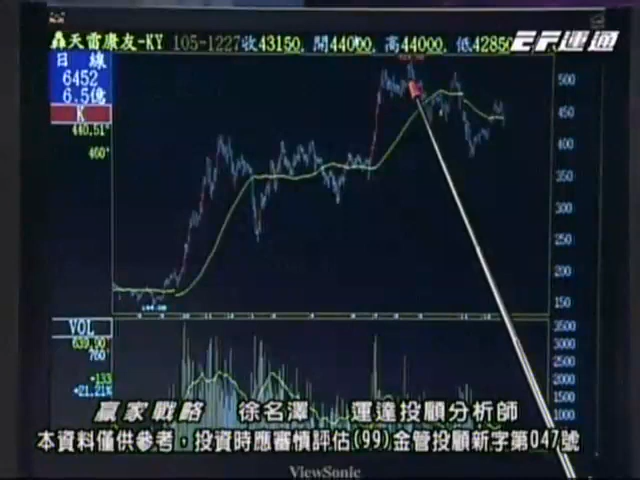 轟天雷康友-KY 105-1227收43150, 開44000, 高44000, 低42850
EF運通
日線
6452
6.5億
K
440.51
460
500
450
400
350
300
250
200
150
VOL
639.90
760
+133
+21.21%
3500
3000
2500
2000
1500
1000
贏家戰略 徐名澤 運達投顧分析師
本資料僅供參考，投資時應審慎評估(99)金管投顧新字第047號
ViewSonic